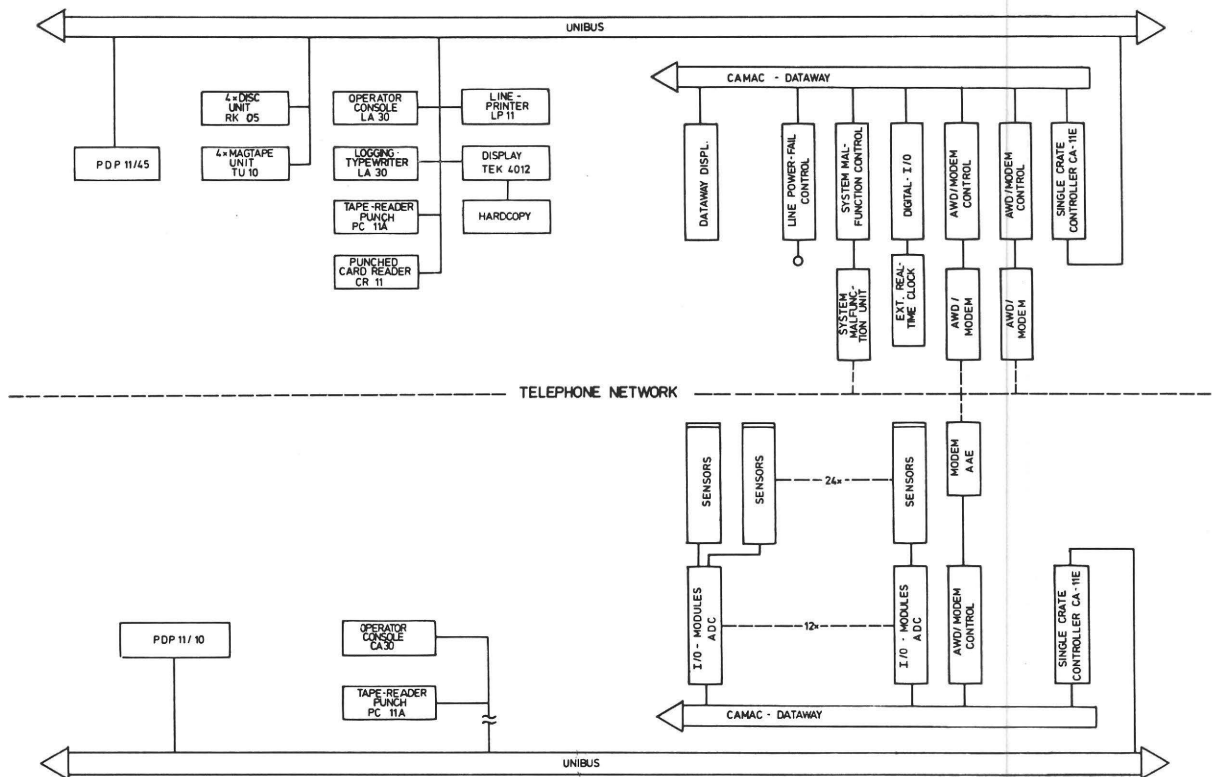 UNIBUS
CAMAC - DATAWAY
4×DISC
UNIT
RK 05
OPERATOR
CONSOLE
LA 30
LINE-
PRINTER
LP 11
PDP 11/45
4×MAGTAPE
UNIT
TU 10
LOGGING-
TYPEWRITER
LA 30
DISPLAY
TEK 4012
TAPE-READER
PUNCH
PC 11A
HARDCOPY
PUNCHED
CARD READER
CR 11
DATAWAY DISPL.
LINE POWER-FAIL
CONTROL
SYSTEM MAL-
FUNCTION CONTROL
DIGITAL-I/O
AWD/MODEM
CONTROL
AWD/MODEM
CONTROL
SINGLE CRATE
CONTROLLER CA-11E
SYSTEM
MALFUNC-
TION UNIT
EXT. REAL-
TIME CLOCK
AWD/
MODEM
AWD/
MODEM
TELEPHONE NETWORK
SENSORS
SENSORS
24×
SENSORS
MODEM
AAE
I/O - MODULES
ADC
12×
I/O - MODULES
ADC
AWD/MODEM
CONTROL
SINGLE CRATE
CONTROLLER CA-11E
PDP 11/10
OPERATOR
CONSOLE
CA30
TAPE-READER
PUNCH
PC 11A
CAMAC - DATAWAY
UNIBUS